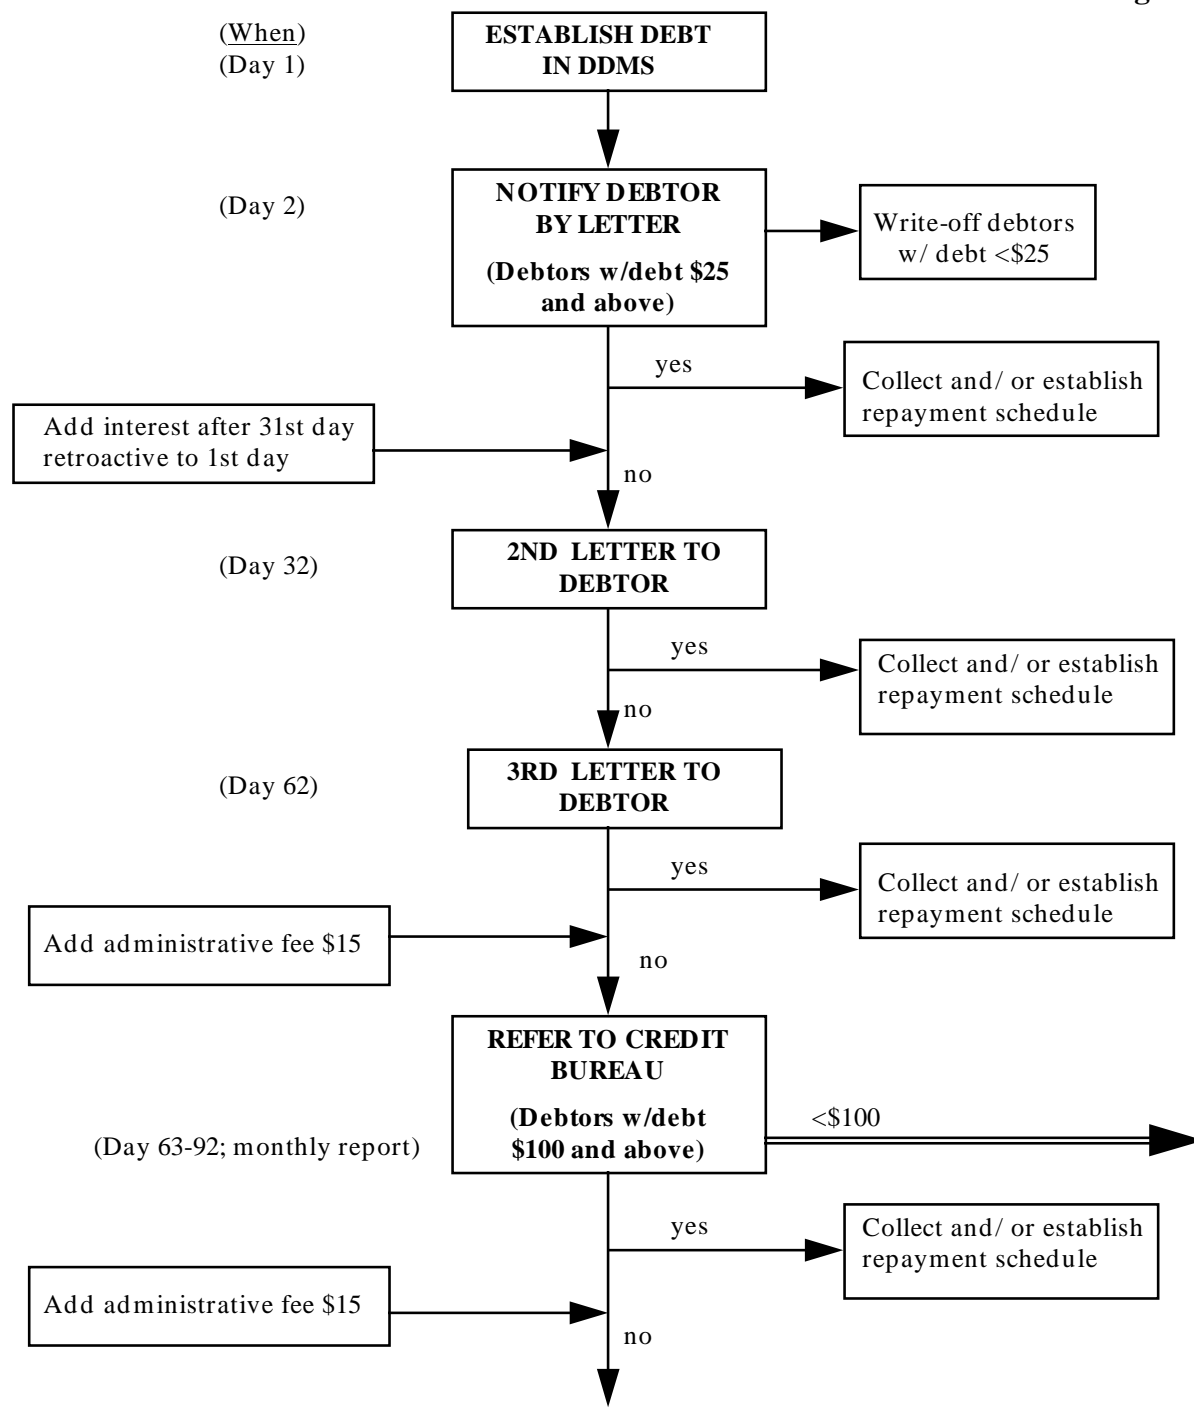 (When)
(Day 1)
ESTABLISH DEBT
IN DDMS
(Day 2)
NOTIFY DEBTOR
BY LETTER
(Debtors w/debt $25
and above)
Write-off debtors
w/ debt <$25
yes
Collect and/ or establish
repayment schedule
Add interest after 31st day
retroactive to 1st day
no
(Day 32)
2ND LETTER TO
DEBTOR
yes
Collect and/ or establish
repayment schedule
no
(Day 62)
3RD LETTER TO
DEBTOR
yes
Collect and/ or establish
repayment schedule
Add administrative fee $15
no
REFER TO CREDIT
BUREAU
(Debtors w/debt
$100 and above)
<$100
(Day 63-92; monthly report)
yes
Collect and/ or establish
repayment schedule
Add administrative fee $15
no